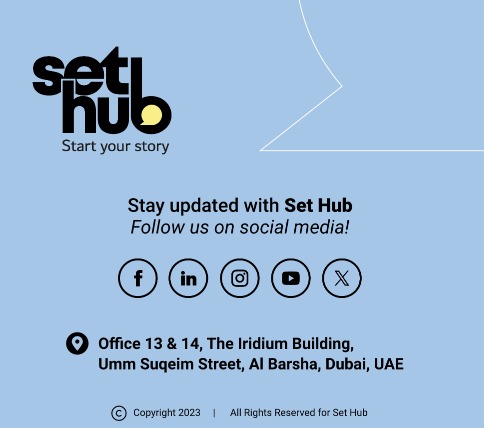 set
hub
Start your story
Stay updated with Set Hub
Follow us on social media!
Office 13 & 14, The Iridium Building,
Umm Suqeim Street, Al Barsha, Dubai, UAE
© Copyright 2023 | All Rights Reserved for Set Hub